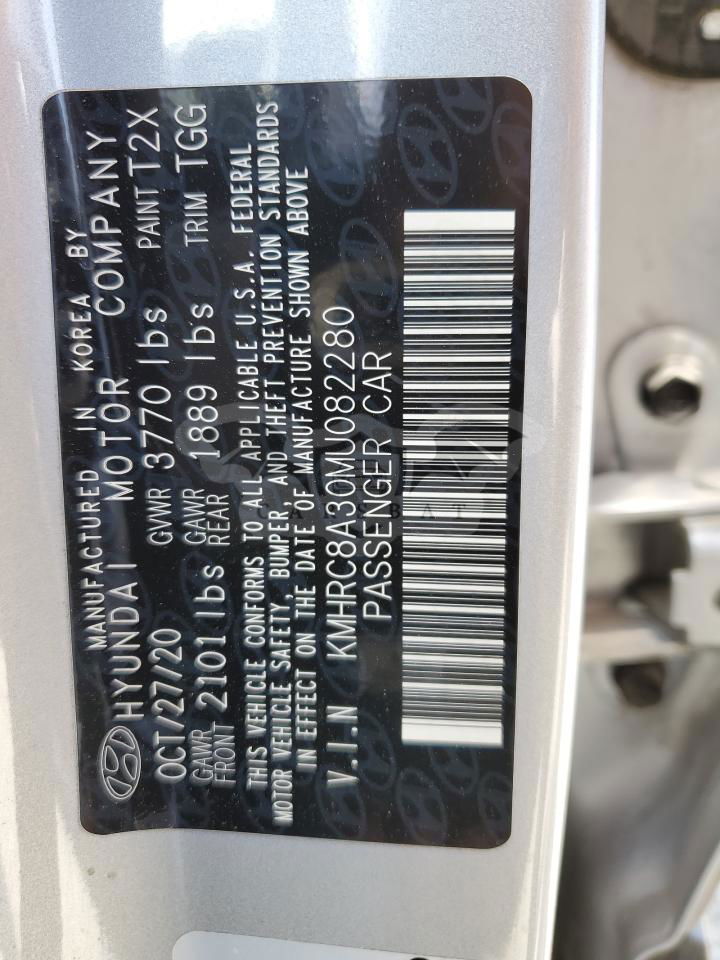 MANUFACTURED IN KOREA BY
HYUNDAI MOTOR COMPANY
OCT/27/20 GVWR 3770 lbs PAINT T2X
GAWR FRONT 2101 lbs GAWR REAR 1889 lbs TRIM TGG
THIS VEHICLE CONFORMS TO ALL APPLICABLE U.S.A. FEDERAL
MOTOR VEHICLE SAFETY, BUMPER AND THEFT PREVENTION STANDARDS
IN EFFECT ON THE DATE OF MANUFACTURE SHOWN ABOVE
V.I.N KMHRC8A30MU082280
PASSENGER CAR